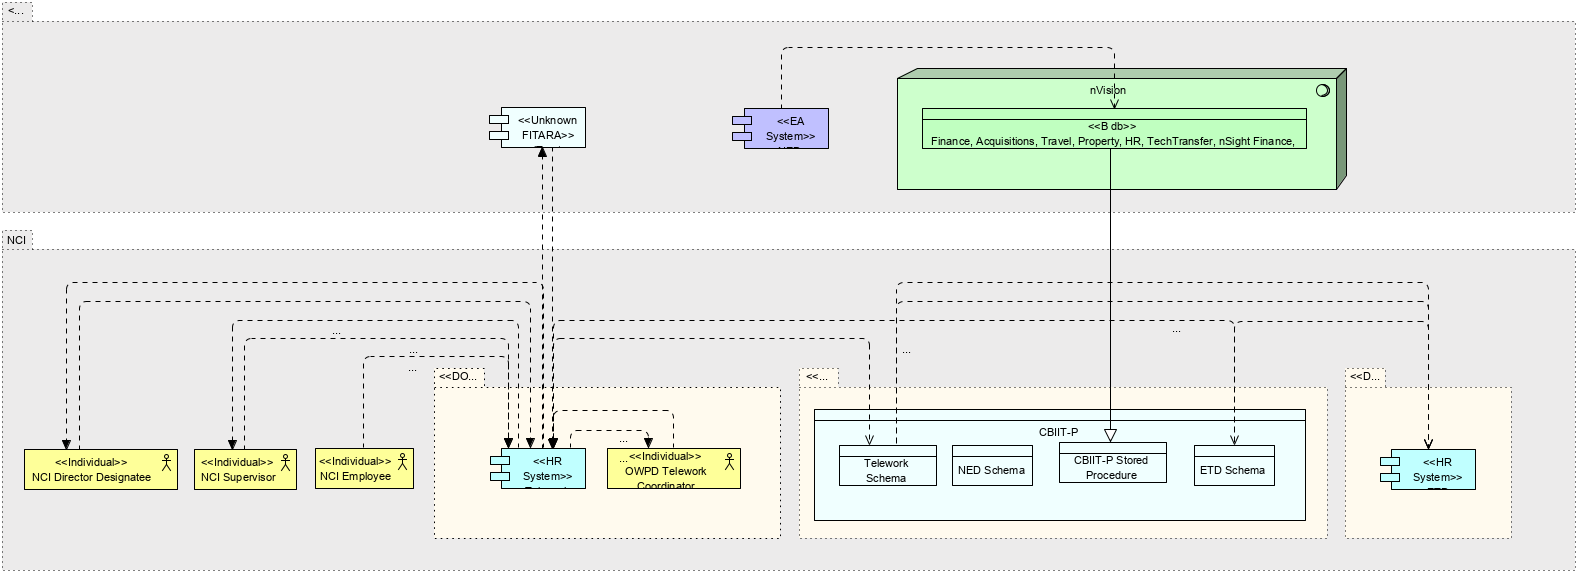 <...
<<Unknown
FITARA>>
<<EA
System>>
nVision
<<B db>>
Finance, Acquisitions, Travel, Property, HR, TechTransfer, nSight Finance,
NCI
...
...
...
...
...
<<DO...
<<...
<<D...
<<Individual>>
NCI Director Designatee
<<Individual>>
NCI Supervisor
<<Individual>>
NCI Employee
<<HR
System>>
...
<<Individual>>
OWPD Telework
Coordinator
CBIIT-P
Telework
Schema
NED Schema
CBIIT-P Stored
Procedure
ETD Schema
<<HR
System>>